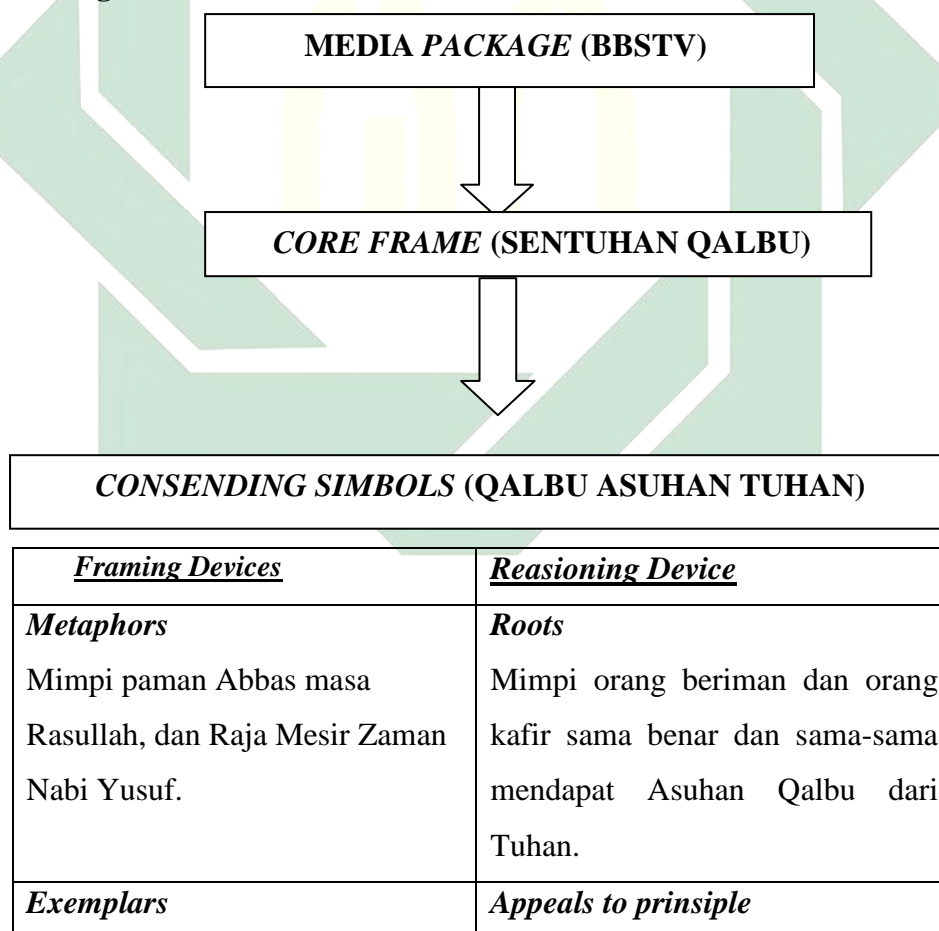 MEDIA PACKAGE (BBSTV)
CORE FRAME (SENTUHAN QALBU)
CONSENDING SIMBOLS (QALBU ASUHAN TUHAN)
Framing Devices
Reasioning Device
Metaphors
Mimpi paman Abbas masa
Rasullah, dan Raja Mesir Zaman
Nabi Yusuf.
Roots
Mimpi orang beriman dan orang
kafir sama benar dan sama-sama
mendapat Asuhan Qalbu dari
Tuhan.
Exemplars
Appeals to prinsiple